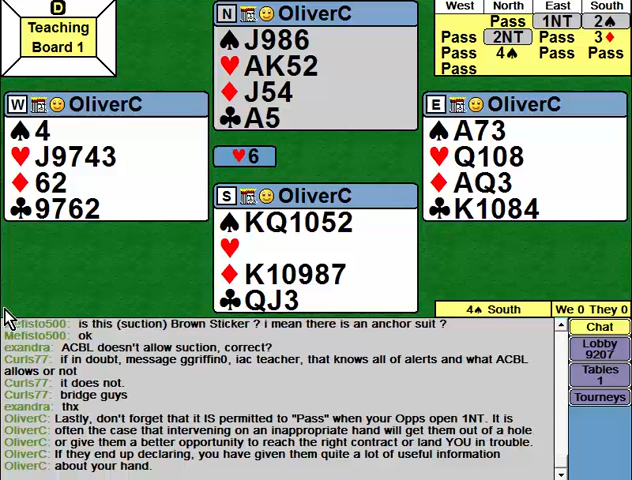 D
Teaching
Board 1
N OliverC
♠J986
♥AK52
♦J54
♣A5
West North East South
Pass 1NT 2♠
Pass 2NT Pass 3♦
Pass 4♠ Pass Pass
Pass
W OliverC
♠4
♥J9743
♦62
♣9762
♥6
E OliverC
♠A73
♥Q108
♦AQ3
♣K1084
S OliverC
♠KQ1052
♥
♦K10987
♣QJ3
4♠ South We 0 They 0
Mefisto500: is this (suction) Brown Sticker ? i mean there is an anchor suit ?
Mefisto500: ok
exandra: ACBL doesn't allow suction, correct?
Curls77: if in doubt, message ggriffin0, iac teacher, that knows all of alerts and what ACBL
allows or not
Curls77: it does not.
Curls77: bridge guys
exandra: thx
OliverC: Lastly, don't forget that it IS permitted to "Pass" when your Opps open 1NT. It is
OliverC: often the case that intervening on an inappropriate hand will get them out of a hole
OliverC: or give them a better opportunity to reach the right contract or land YOU in trouble.
OliverC: If they end up declaring, you have given them quite a lot of useful information
OliverC: about your hand.
Chat
Lobby
9207
Tables
1
Tourneys